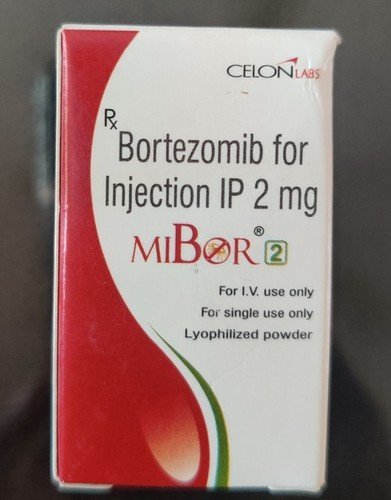 CELON LABS
Rx
Bortezomib for
Injection IP 2 mg
MIBOR® 2
For I.V. use only
For single use only
Lyophilized powder